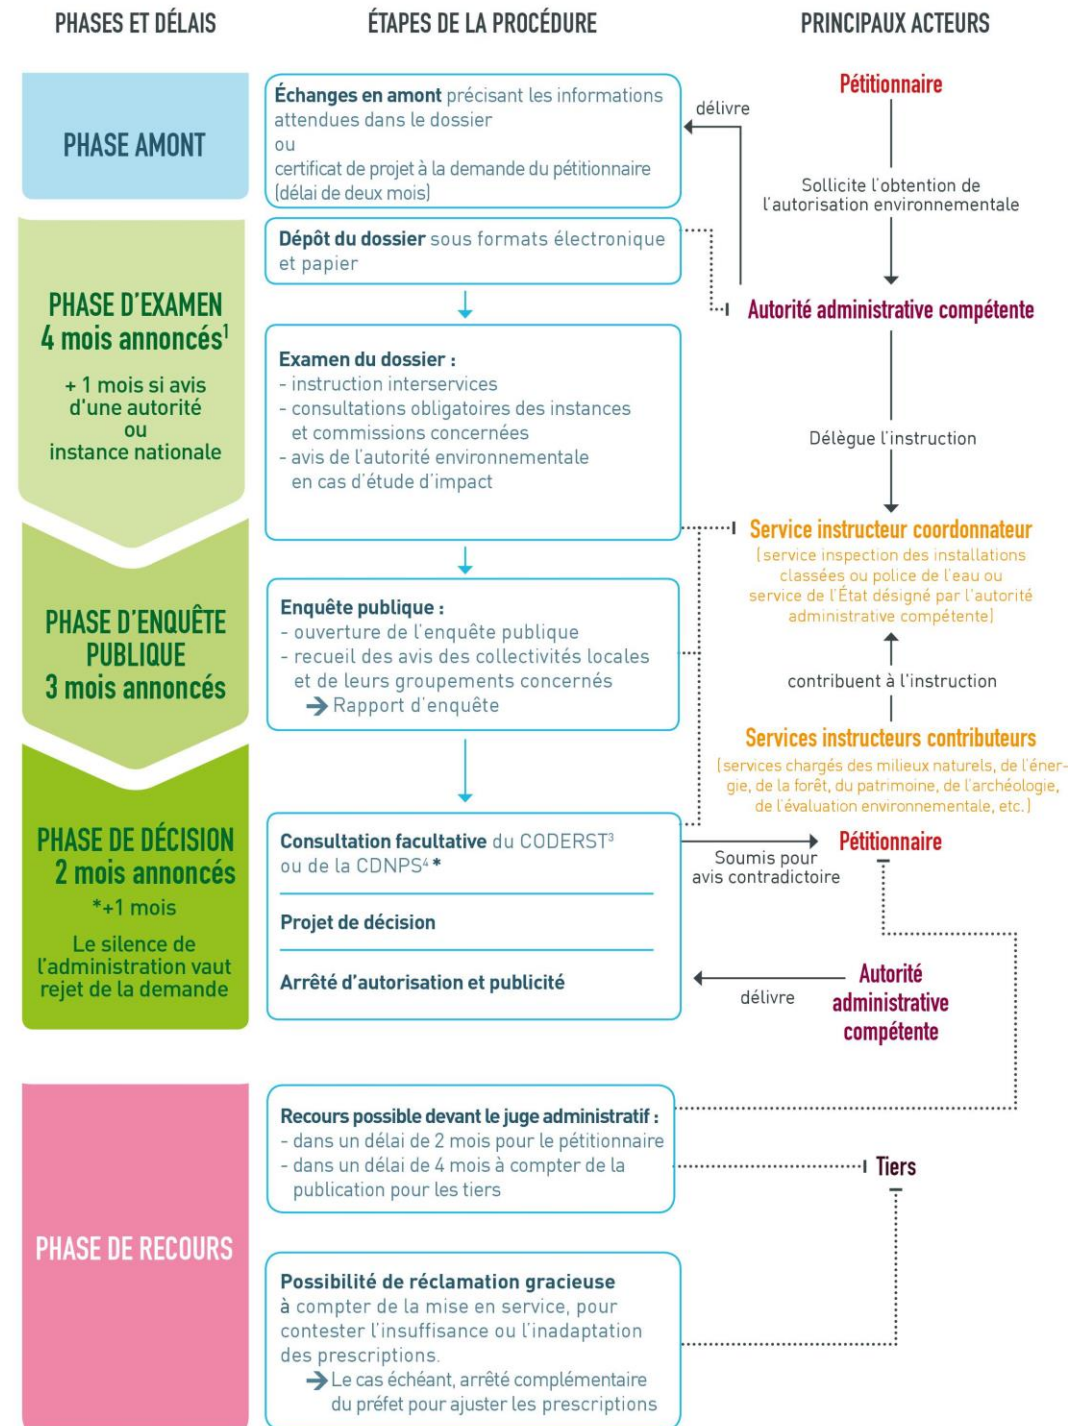 PHASES ET DÉLAIS
ÉTAPES DE LA PROCÉDURE
PRINCIPAUX ACTEURS
PHASE AMONT
Échanges en amont précisant les informations
attendues dans le dossier
ou
certificat de projet à la demande du pétitionnaire
(délai de deux mois)
délivre
Pétitionnaire
Sollicite l'obtention de
l'autorisation environnementale
PHASE D'EXAMEN
4 mois annoncés¹
+ 1 mois si avis
d'une autorité
ou
instance nationale
Dépôt du dossier sous formats électronique
et papier
Autorité administrative compétente
Examen du dossier :
- instruction interservices
- consultations obligatoires des instances
et commissions concernées
- avis de l'autorité environnementale
en cas d'étude d'impact
Délègue l'instruction
Service instructeur coordonnateur
(service inspection des installations
classées ou police de l'eau ou
service de l'État désigné par l'autorité
administrative compétente)
PHASE D'ENQUÊTE
PUBLIQUE
3 mois annoncés
Enquête publique :
- ouverture de l'enquête publique
- recueil des avis des collectivités locales
et de leurs groupements concernés
→ Rapport d'enquête
contribuent à l'instruction
Services instructeurs contributeurs
(services chargés des milieux naturels, de l'éner-
gie, de la forêt, du patrimoine, de l'archéologie,
de l'évaluation environnementale, etc.)
PHASE DE DÉCISION
2 mois annoncés
*+1 mois
Le silence de
l'administration vaut
rejet de la demande
Consultation facultative du CODERST³
ou de la CDNPS⁴ *
Projet de décision
Arrêté d'autorisation et publicité
Soumis pour
avis contradictoire
Pétitionnaire
délivre
Autorité
administrative
compétente
PHASE DE RECOURS
Recours possible devant le juge administratif :
- dans un délai de 2 mois pour le pétitionnaire
- dans un délai de 4 mois à compter de la
publication pour les tiers
Tiers
Possibilité de réclamation gracieuse
à compter de la mise en service, pour
contester l'insuffisance ou l'inadaptation
des prescriptions.
→ Le cas échéant, arrêté complémentaire
du préfet pour ajuster les prescriptions